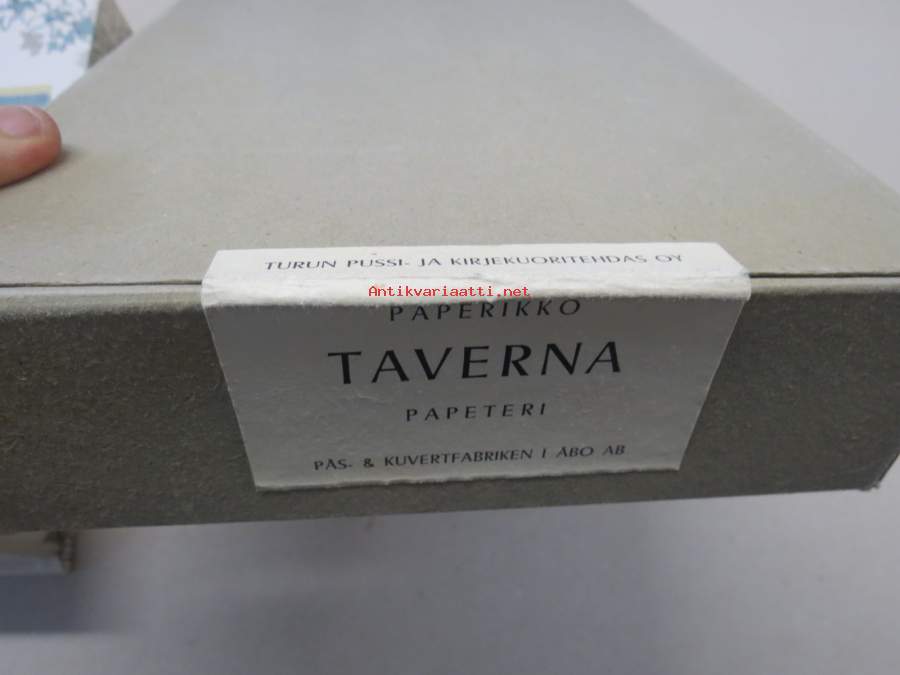 TURUN PUSSI- JA KIRJEKUORITEHDAS OY
Antikvariaatti.net
PAPERIKKO
TAVERNA
PAPETERI
PÅS- & KUVERTFABRIKEN I ÅBO AB